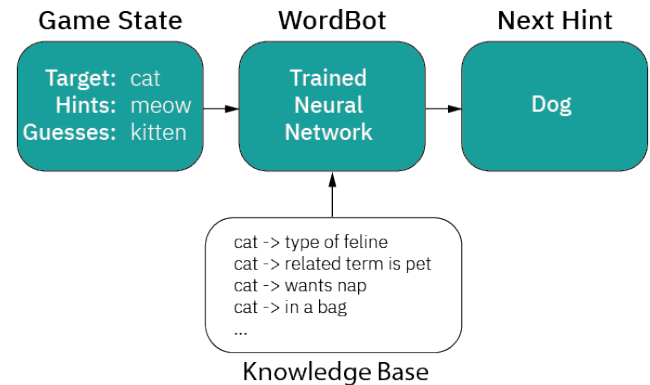 Game State
WordBot
Next Hint
Target: cat
Hints: meow
Guesses: kitten
Trained
Neural
Network
Dog
cat -> type of feline
cat -> related term is pet
cat -> wants nap
cat -> in a bag
...
Knowledge Base